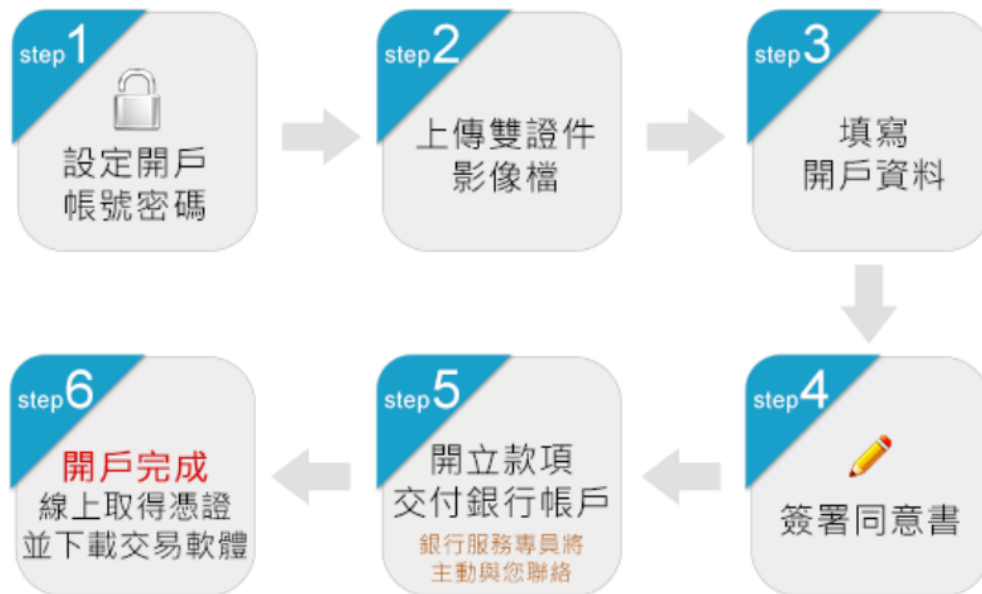 step1
設定開戶
帳號密碼
step2
上傳雙證件
影像檔
step3
填寫
開戶資料
step4
簽署同意書
step5
開立款項
交付銀行帳戶
銀行服務專員將
主動與您聯絡
step6
開戶完成
線上取得憑證
並下載交易軟體